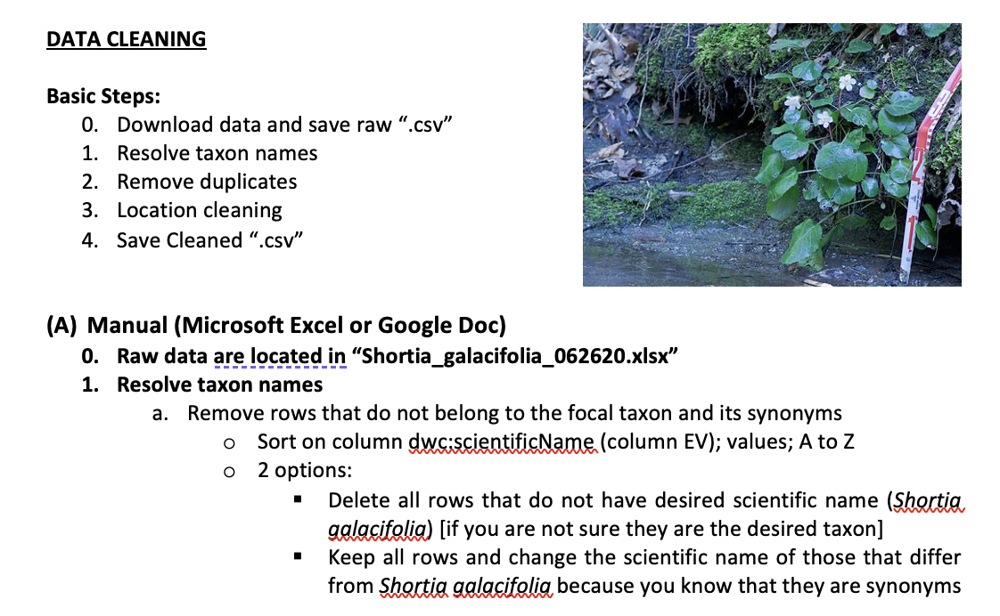 DATA CLEANING
Basic Steps:
0. Download data and save raw “.csv”
1. Resolve taxon names
2. Remove duplicates
3. Location cleaning
4. Save Cleaned “.csv”
(A) Manual (Microsoft Excel or Google Doc)
0. Raw data are located in “Shortia_galacifolia_062620.xlsx”
1. Resolve taxon names
a. Remove rows that do not belong to the focal taxon and its synonyms
o Sort on column dwc:scientificName (column EV); values; A to Z
o 2 options:
▪ Delete all rows that do not have desired scientific name (Shortia
galacifolia) [if you are not sure they are the desired taxon]
▪ Keep all rows and change the scientific name of those that differ
from Shortia galacifolia because you know that they are synonyms